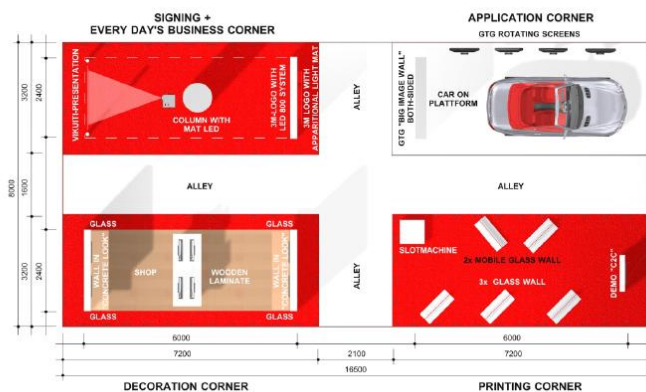 SIGNING +
EVERY DAY'S BUSINESS CORNER
APPLICATION CORNER
GTG ROTATING SCREENS
VIKUITI-PRESENTATION
COLUMN WITH
MAT LED
3M-LOGO WITH
LED 800 SYSTEM
3M LOGO WITH
APPARITIONAL LIGHT MAT
ALLEY
GTG "BIG IMAGE WALL"
BOTH-SIDED
CAR ON
PLATTFORM
3200
2400
8000
1600
ALLEY
ALLEY
3200
2400
GLASS
WALL IN
"CONCRETE LOOK"
SHOP
WOODEN
LAMINATE
WALL IN
"CONCRETE LOOK"
GLASS
GLASS
GLASS
ALLEY
SLOTMACHINE
2x MOBILE GLASS WALL
3x GLASS WALL
DEMO "C2C"
6000
6000
7200
2100
7200
16500
DECORATION CORNER
PRINTING CORNER